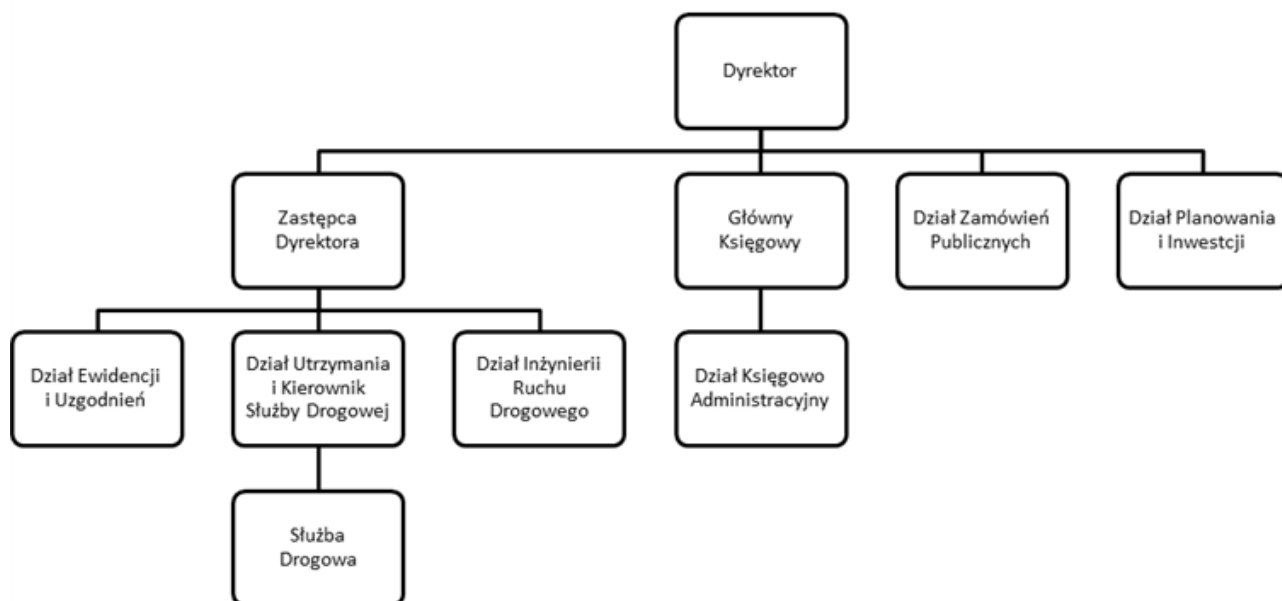 Dyrektor
Zastępca
Dyrektora
Główny
Księgowy
Dział Zamówień
Publicznych
Dział Planowania
i Inwestcji
Dział Ewidencji
i Uzgodnień
Dział Utrzymania
i Kierownik
Służby Drogowej
Dział Inżynierii
Ruchu
Drogowego
Dział Księgowo
Administracyjny
Służba
Drogowa